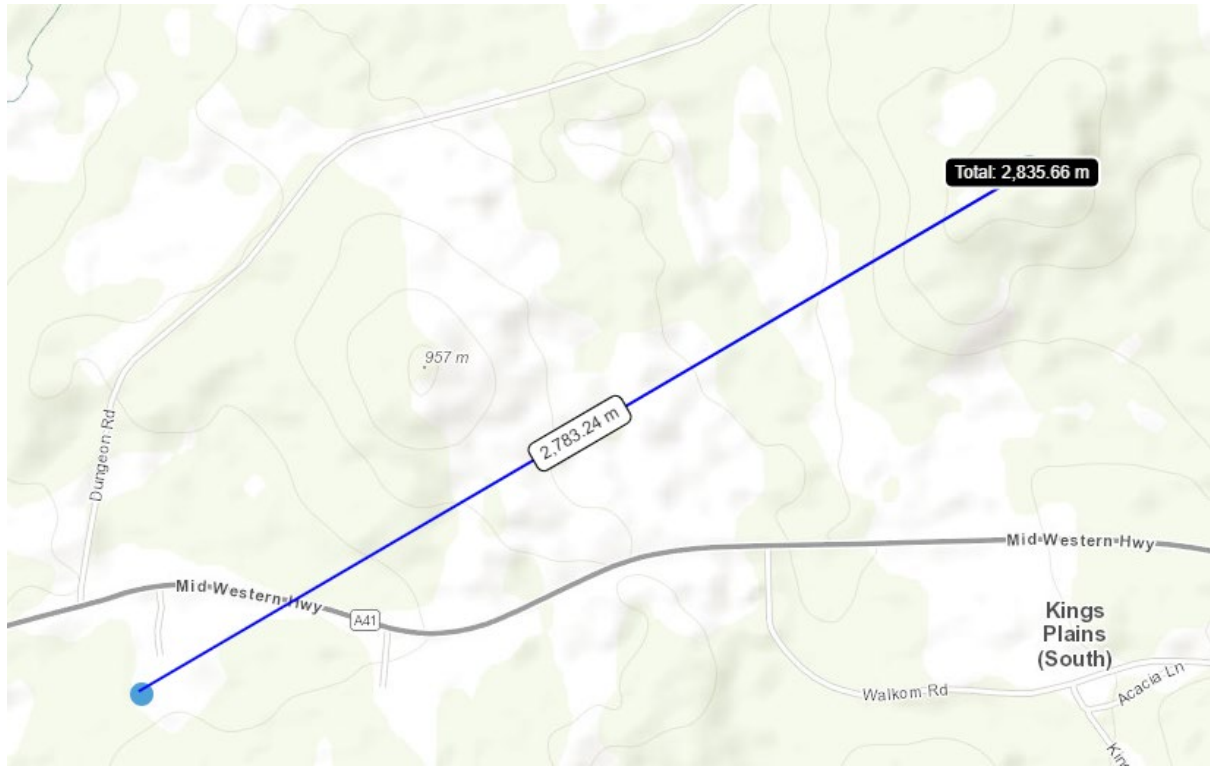 Total: 2,835.66 m
957 m
2,783.24 m
Dungeon Rd
Mid-Western Hwy
Mid-Western Hwy
A41
Kings
Plains
(South)
Walkom Rd
Acacia Ln